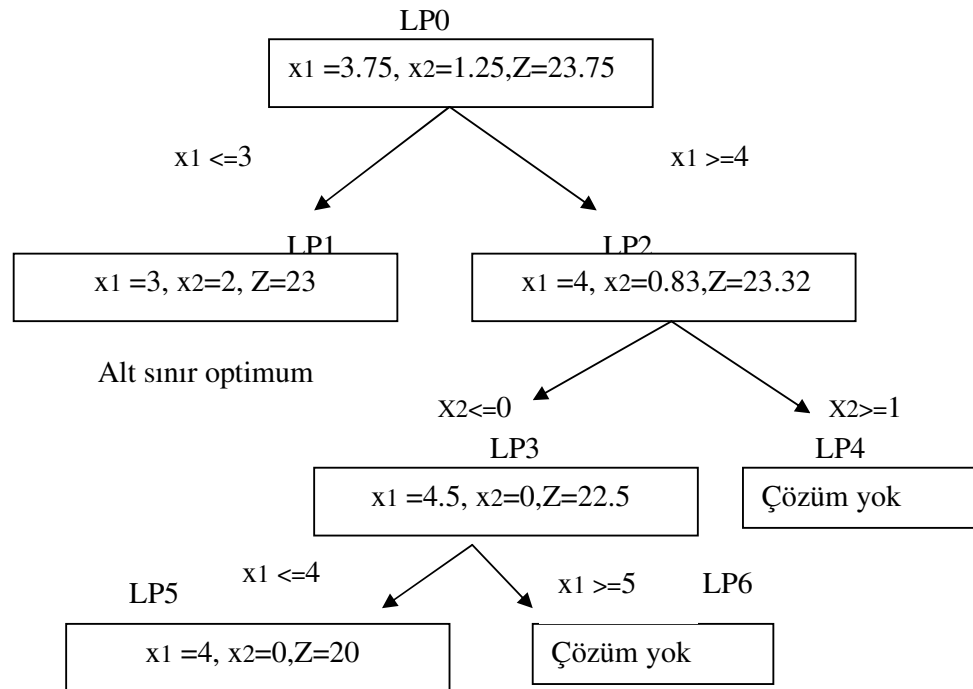 LP0
x1 =3.75, x2=1.25,Z=23.75
x1 <=3
x1 >=4
LP1
LP2
x1 =3, x2=2, Z=23
x1 =4, x2=0.83,Z=23.32
Alt sınır optimum
X2<=0
X2>=1
LP3
LP4
x1 =4.5, x2=0,Z=22.5
Çözüm yok
x1 <=4
x1 >=5
LP5
LP6
x1 =4, x2=0,Z=20
Çözüm yok